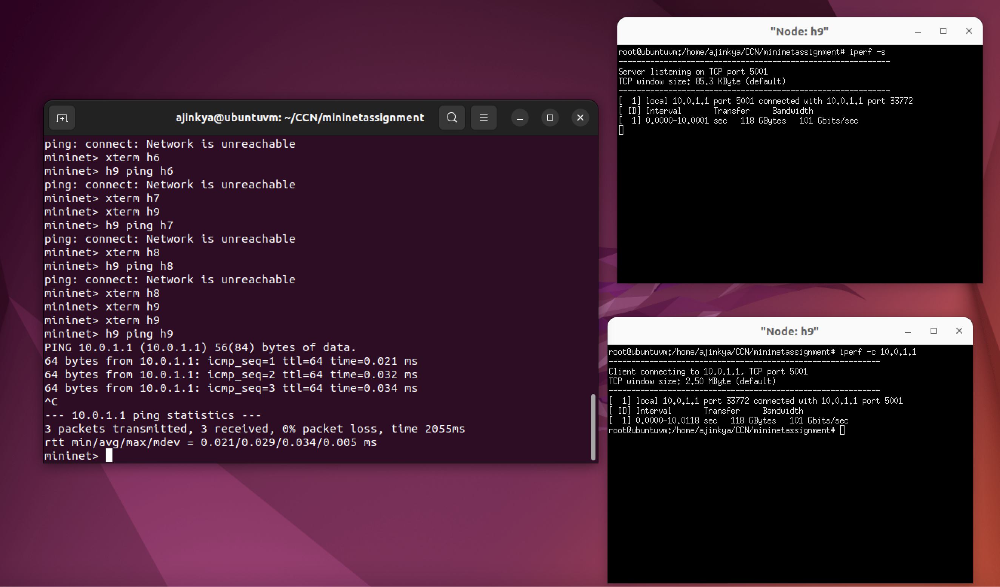 ajinkya@ubuntuvm: ~/CCN/mininetassignment
ping: connect: Network is unreachable
mininet> xterm h6
mininet> h9 ping h6
ping: connect: Network is unreachable
mininet> xterm h7
mininet> xterm h9
mininet> h9 ping h7
ping: connect: Network is unreachable
mininet> xterm h8
mininet> h9 ping h8
ping: connect: Network is unreachable
mininet> xterm h8
mininet> xterm h9
mininet> xterm h9
mininet> h9 ping h9
PING 10.0.1.1 (10.0.1.1) 56(84) bytes of data.
64 bytes from 10.0.1.1: icmp_seq=1 ttl=64 time=0.021 ms
64 bytes from 10.0.1.1: icmp_seq=2 ttl=64 time=0.032 ms
64 bytes from 10.0.1.1: icmp_seq=3 ttl=64 time=0.034 ms
^C
--- 10.0.1.1 ping statistics ---
3 packets transmitted, 3 received, 0% packet loss, time 2055ms
rtt min/avg/max/mdev = 0.021/0.029/0.034/0.005 ms
mininet>
"Node: h9"
root@ubuntuvm:/home/ajinkya/CCN/mininetassignment# iperf -s
------------------------------------------------------------
Server listening on TCP port 5001
TCP window size: 85.3 KByte (default)
------------------------------------------------------------
[  1] local 10.0.1.1 port 5001 connected with 10.0.1.1 port 33772
[ ID] Interval       Transfer     Bandwidth
[  1] 0.0000-10.0001 sec   118 GBytes   101 Gbits/sec
"Node: h9"
root@ubuntuvm:/home/ajinkya/CCN/mininetassignment# iperf -c 10.0.1.1
------------------------------------------------------------
Client connecting to 10.0.1.1, TCP port 5001
TCP window size: 2.50 MByte (default)
------------------------------------------------------------
[  1] local 10.0.1.1 port 33772 connected with 10.0.1.1 port 5001
[ ID] Interval       Transfer     Bandwidth
[  1] 0.0000-10.0118 sec   118 GBytes   101 Gbits/sec
root@ubuntuvm:/home/ajinkya/CCN/mininetassignment#